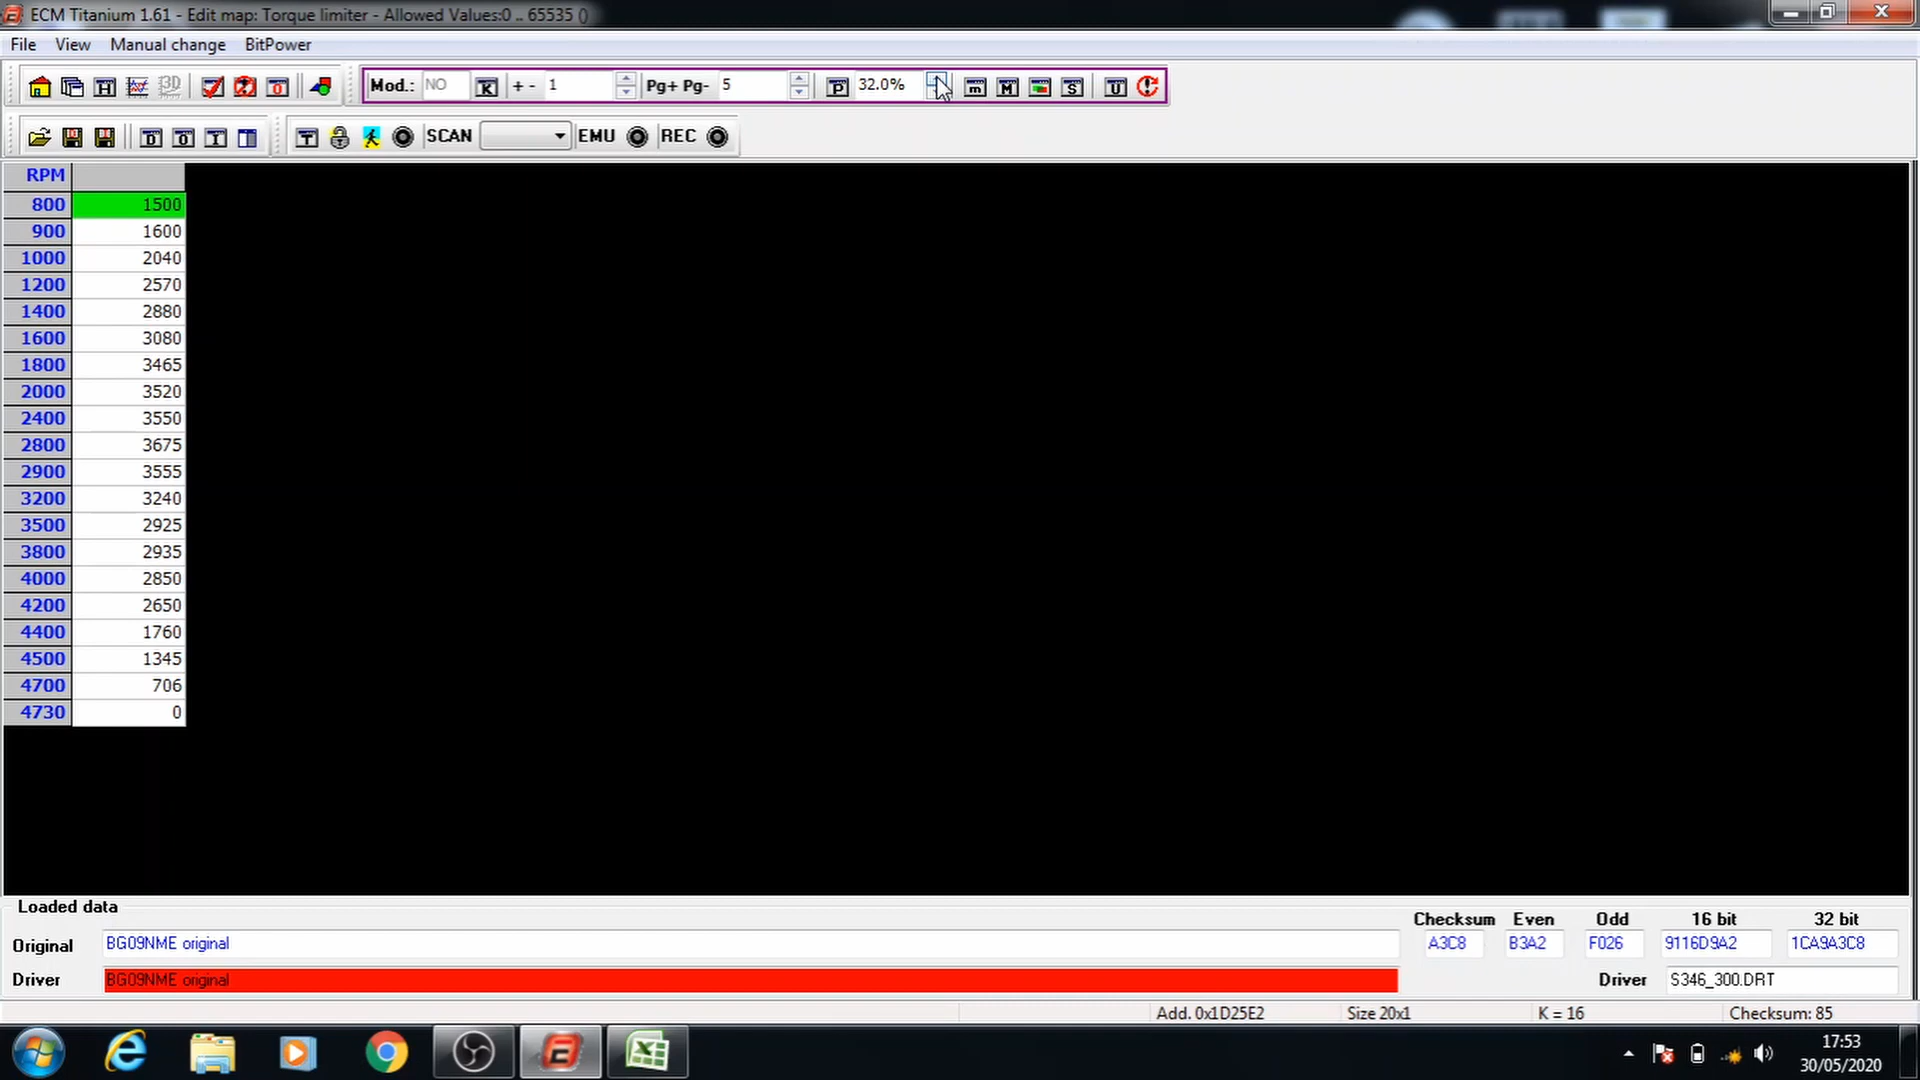 ECM Titanium 1.61 - Edit map: Torque limiter - Allowed Values:0 .. 65535 ()
File View Manual change BitPower
Mod.: NO K + - 1 Pg+ Pg- 5 P 32.0% m M S U
D O I T SCAN EMU REC
RPM
800 1500
900 1600
1000 2040
1200 2570
1400 2880
1600 3080
1800 3465
2000 3520
2400 3550
2800 3675
2900 3555
3200 3240
3500 2925
3800 2935
4000 2850
4200 2650
4400 1760
4500 1345
4700 706
4730 0
Loaded data
Checksum Even Odd 16 bit 32 bit
Original BG09NME original A3C8 B3A2 F026 9116D9A2 1CA9A3C8
Driver BG09NME original Driver S346_300.DRT
Add. 0x1D25E2 Size 20x1 K = 16 Checksum: 85
17:53
30/05/2020